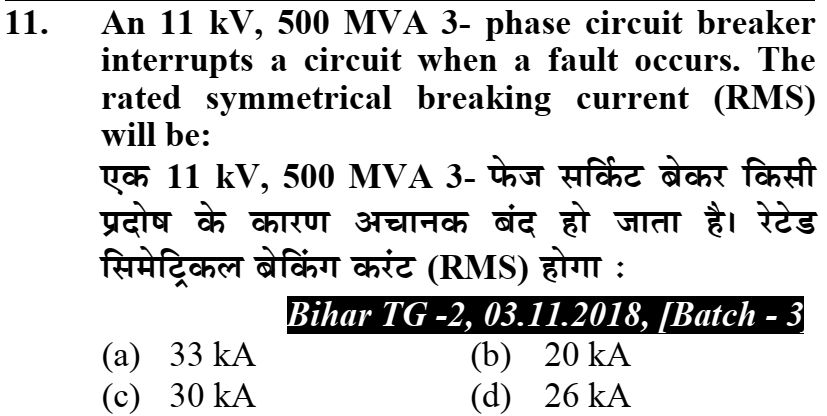 11. An 11 kV, 500 MVA 3- phase circuit breaker
interrupts a circuit when a fault occurs. The
rated symmetrical breaking current (RMS)
will be:
एक 11 kV, 500 MVA 3- फेज सर्किट ब्रेकर किसी
प्रदोष के कारण अचानक बंद हो जाता है। रेटेड
सिमेट्रिकल ब्रेकिंग करंट (RMS) होगा :
Bihar TG -2, 03.11.2018, [Batch - 3
(a) 33 kA (b) 20 kA
(c) 30 kA (d) 26 kA